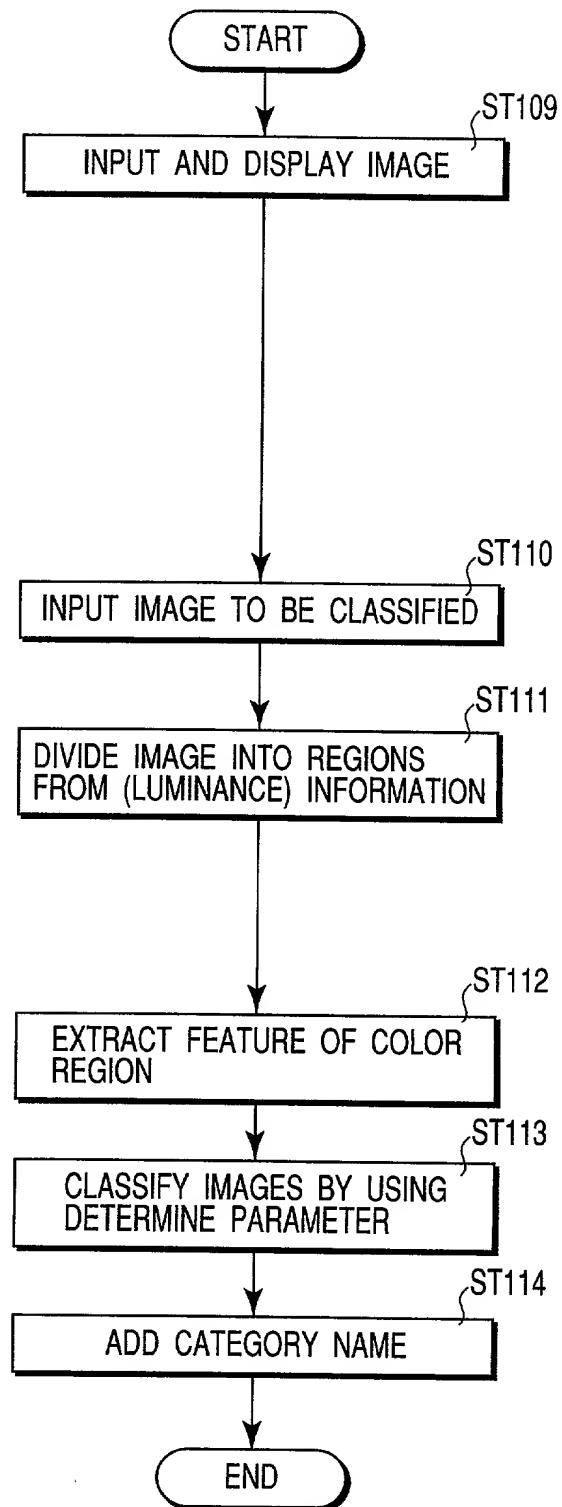 START
ST109
INPUT AND DISPLAY IMAGE
ST110
INPUT IMAGE TO BE CLASSIFIED
ST111
DIVIDE IMAGE INTO REGIONS
FROM (LUMINANCE) INFORMATION
ST112
EXTRACT FEATURE OF COLOR
REGION
ST113
CLASSIFY IMAGES BY USING
DETERMINE PARAMETER
ST114
ADD CATEGORY NAME
END